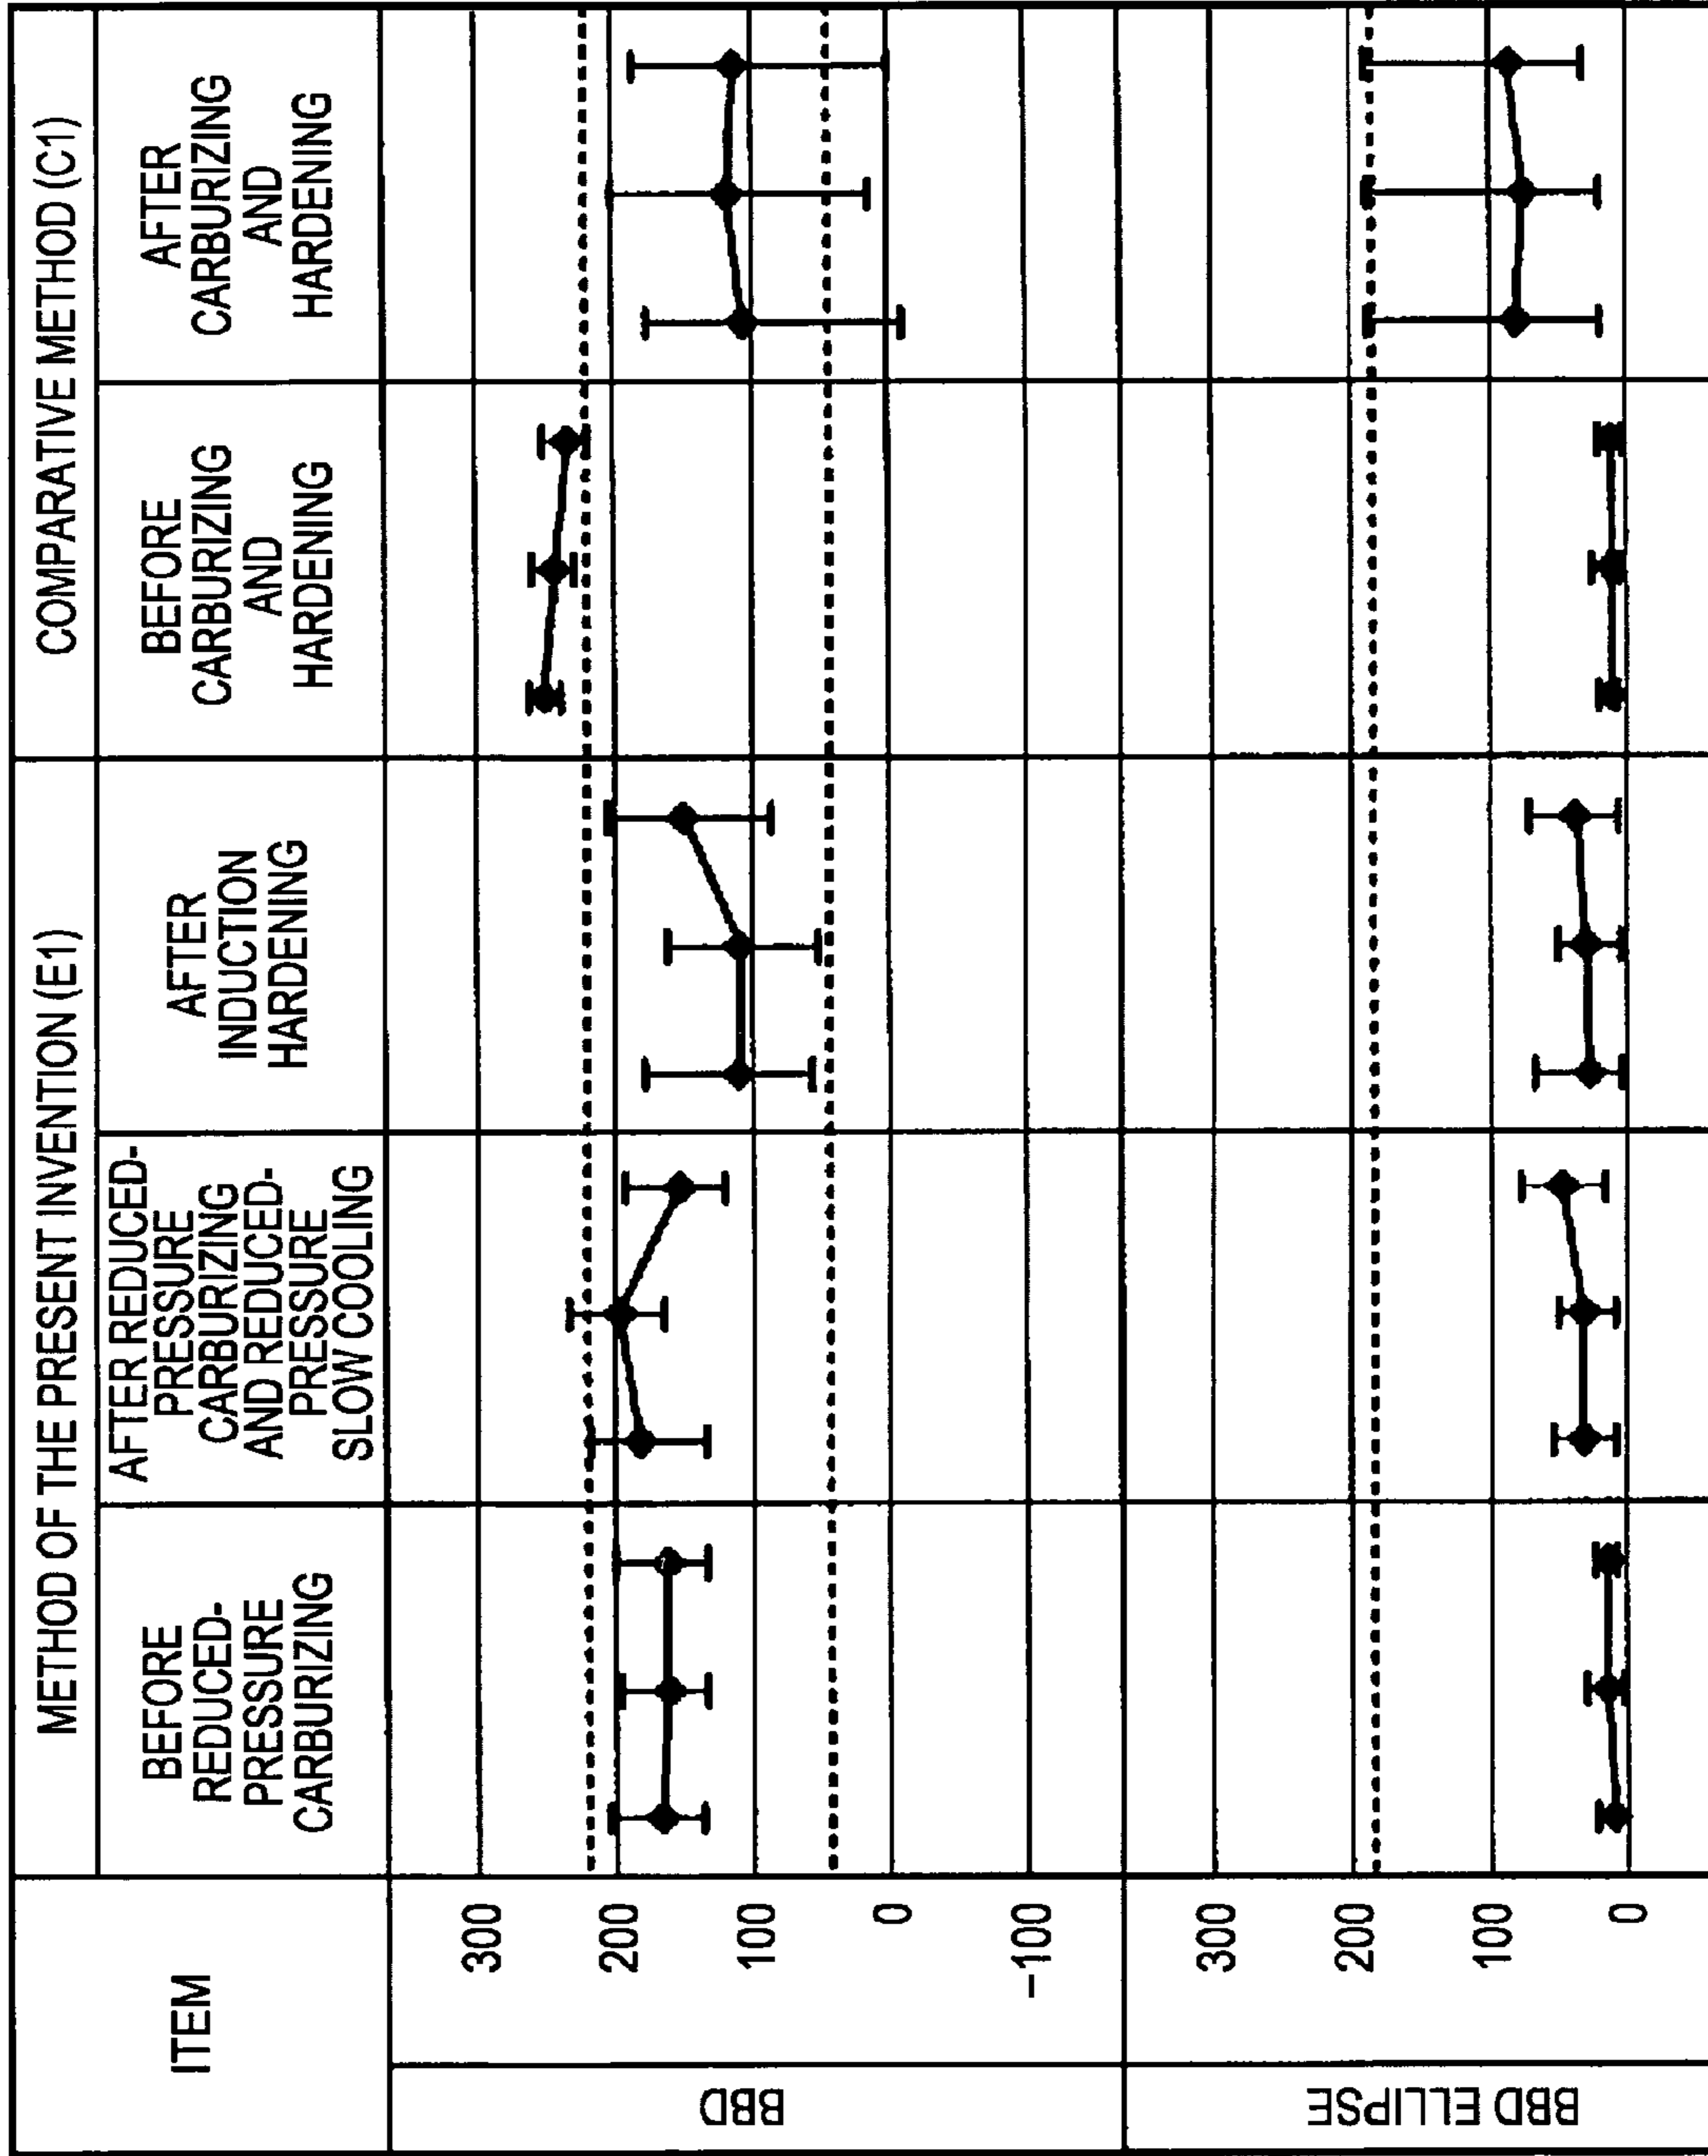 ITEM
METHOD OF THE PRESENT INVENTION (E1)
COMPARATIVE METHOD (C1)
BEFORE
REDUCED-
PRESSURE
CARBURIZING
AFTER REDUCED-
PRESSURE
CARBURIZING
AND REDUCED-
PRESSURE
SLOW COOLING
AFTER
INDUCTION
HARDENING
BEFORE
CARBURIZING
AND
HARDENING
AFTER
CARBURIZING
AND
HARDENING
BBD
300
200
100
0
-100
BBD ELLIPSE
300
200
100
0